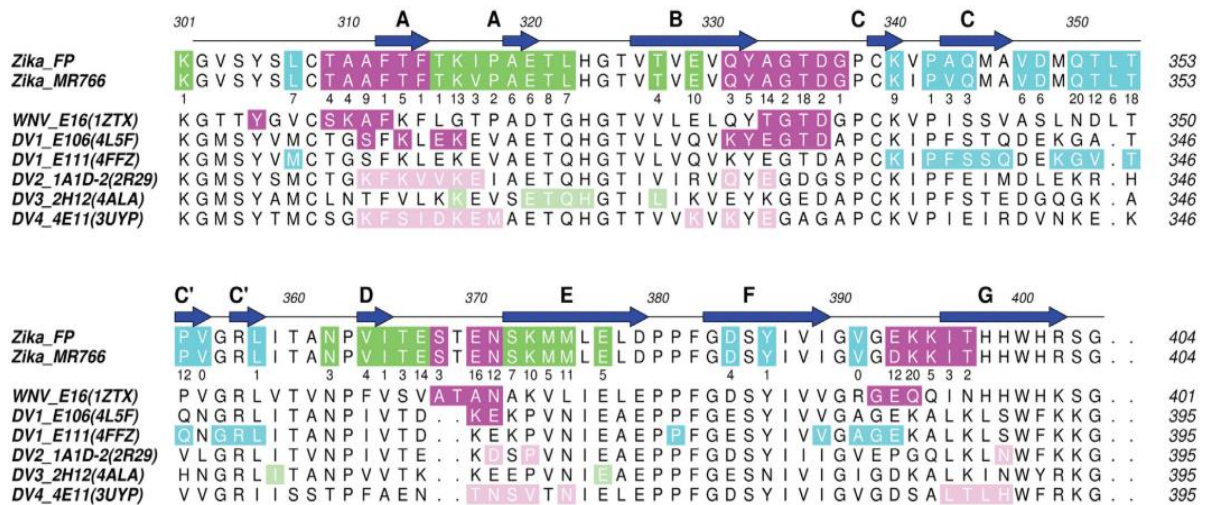 301 310 A A 320 B 330 C 340 C 350
Zika_FP K G V S Y S L C T A A F T F T K I P A E T L H G T V T V E V Q Y A G T D G P C K V P A Q M A V D M Q T L T 353
Zika_MR766 K G V S Y S L C T A A F T F T K V P A E T L H G T V T V E V Q Y A G T D G P C K I P V Q M A V D M Q T L T 353
1 7 4 4 9 1 5 1 1 13 3 2 6 6 8 7 4 10 3 5 14 2 18 2 1 9 1 3 3 6 6 20 12 6 18
WNV_E16(1ZTX) K G T T Y G V C S K A F K F L G T P A D T G H G T V V L E L Q Y T G T D G P C K V P I S S V A S L N D L T 350
DV1_E106(4L5F) K G M S Y V M C T G S F K L E K E V A E T Q H G T V L V Q V K Y E G T D A P C K I P F S T Q D E K G A . T 346
DV1_E111(4FFZ) K G M S Y V M C T G S F K L E K E V A E T Q H G T V L V Q V K Y E G T D A P C K I P F S S Q D E K G V . T 346
DV2_1A1D-2(2R29) K G M S Y S M C T G K F K V V K E I A E T Q H G T I V I R V Q Y E G D G S P C K I P F E I M D L E K R . H 346
DV3_2H12(4ALA) K G M S Y A M C L N T F V L K K E V S E T Q H G T I L I K V E Y K G E D A P C K I P F S T E D G Q G K . A 346
DV4_4E11(3UYP) K G M S Y T M C S G K F S I D K E M A E T Q H G T T V V K V K Y E G A G A P C K V P I E I R D V N K E . K 346
C' C' 360 D 370 E 380 F 390 G 400
Zika_FP P V G R L I T A N P V I T E S T E N S K M M L E L D P P F G D S Y I V I G V G E K K I T H H W H R S G . . 404
Zika_MR766 P V G R L I T A N P V I T E S T E N S K M M L E L D P P F G D S Y I V I G V G D K K I T H H W H R S G . . 404
12 0 1 3 4 1 3 14 3 16 12 7 10 5 11 5 4 1 0 12 20 5 3 2
WNV_E16(1ZTX) P V G R L V T V N P F V S V A T A N A K V L I E L E P P F G D S Y I V V G R G E Q Q I N H H W H K S G . . 401
DV1_E106(4L5F) Q N G R L I T A N P I V T D . . K E K P V N I E A E P P F G E S Y I V V G A G E K A L K L S W F K K G . . 395
DV1_E111(4FFZ) Q N G R L I T A N P I V T D . . K E K P V N I E A E P P F G E S Y I V V G A G E K A L K L S W F K K G . . 395
DV2_1A1D-2(2R29) V L G R L I T V N P I V T E . . K D S P V N I E A E P P F G D S Y I I I G V E P G Q L K L N W F K K G . . 395
DV3_2H12(4ALA) H N G R L I T A N P V V T K . . K E E P V N I E A E P P F G E S N I V I G I G D K A L K I N W Y K K G . . 395
DV4_4E11(3UYP) V V G R I I S S T P F A E N . . T N S V T N I E L E P P F G D S Y I V I G V G D S A L T L H W F R K G . . 395